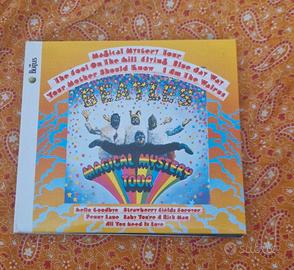 The Beatles
Magical Mystery Tour
The Fool On The Hill Flying Blue Jay Way
Your Mother Should Know I Am The Walrus
BEATLES
MAGICAL MYSTERY
TOUR
Hello Goodbye Strawberry Fields Forever
Penny Lane Baby You're A Rich Man
All You Need Is Love